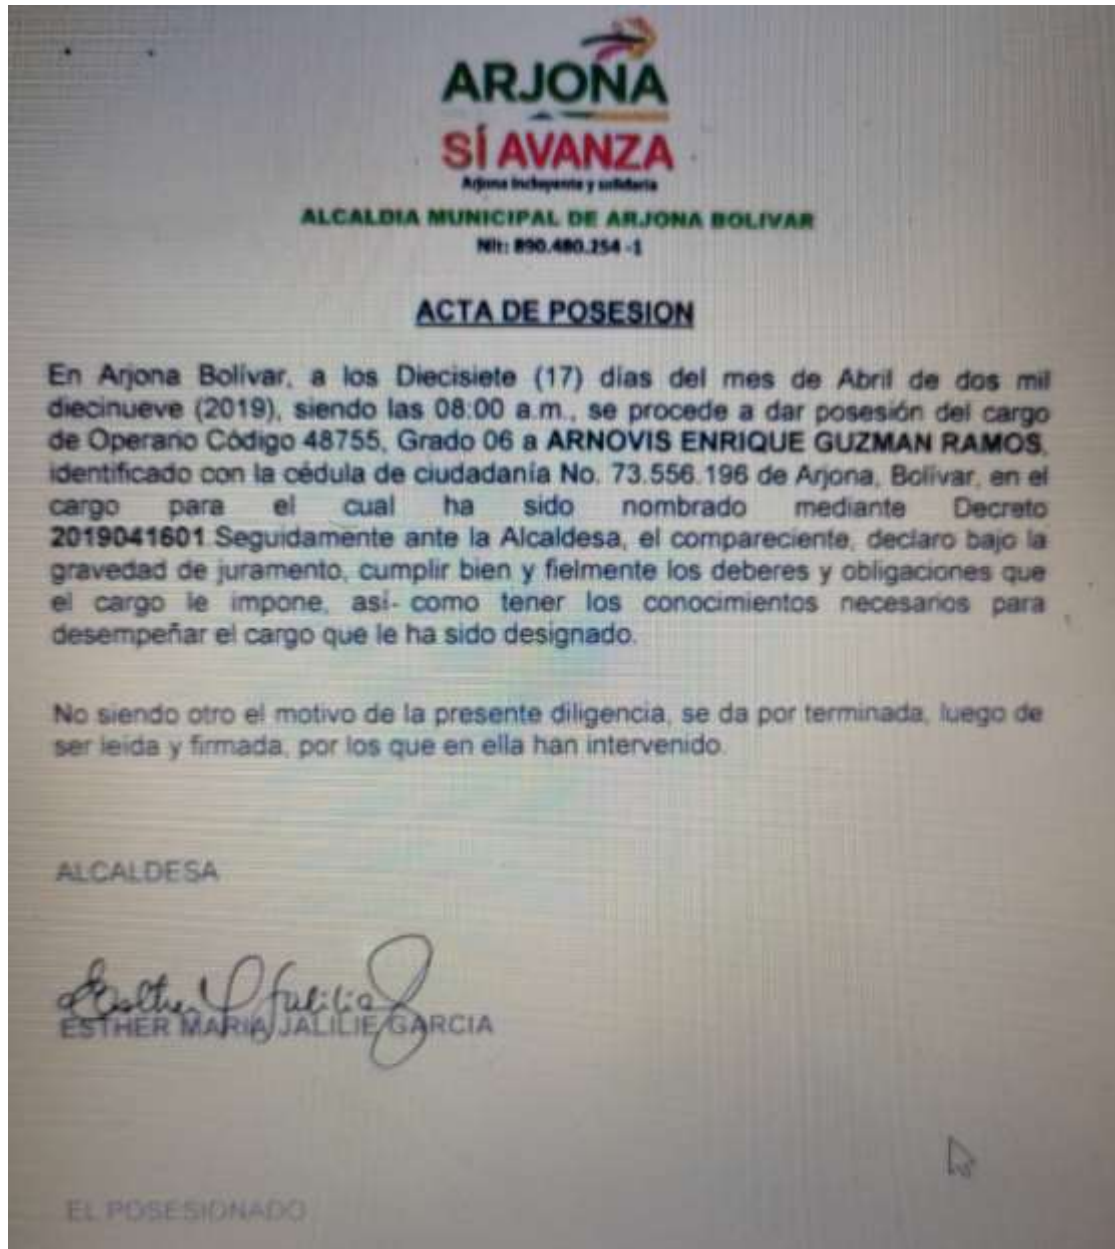 ARJONA
SÍ AVANZA
Arjona incluyente y solidaria
ALCALDIA MUNICIPAL DE ARJONA BOLIVAR
Nit: 890.480.254 -1
ACTA DE POSESION
En Arjona Bolívar, a los Diecisiete (17) días del mes de Abril de dos mil
diecinueve (2019), siendo las 08:00 a.m., se procede a dar posesión del cargo
de Operario Código 48755, Grado 06 a ARNOVIS ENRIQUE GUZMAN RAMOS,
identificado con la cédula de ciudadanía No. 73.556.196 de Arjona, Bolívar, en el
cargo para el cual ha sido nombrado mediante Decreto
2019041601 Seguidamente ante la Alcaldesa, el compareciente, declaro bajo la
gravedad de juramento, cumplir bien y fielmente los deberes y obligaciones que
el cargo le impone, así- como tener los conocimientos necesarios para
desempeñar el cargo que le ha sido designado.
No siendo otro el motivo de la presente diligencia, se da por terminada, luego de
ser leída y firmada, por los que en ella han intervenido.
ALCALDESA
Esther M Jalilie G
ESTHER MARIA JALILIE GARCIA
EL POSESIONADO